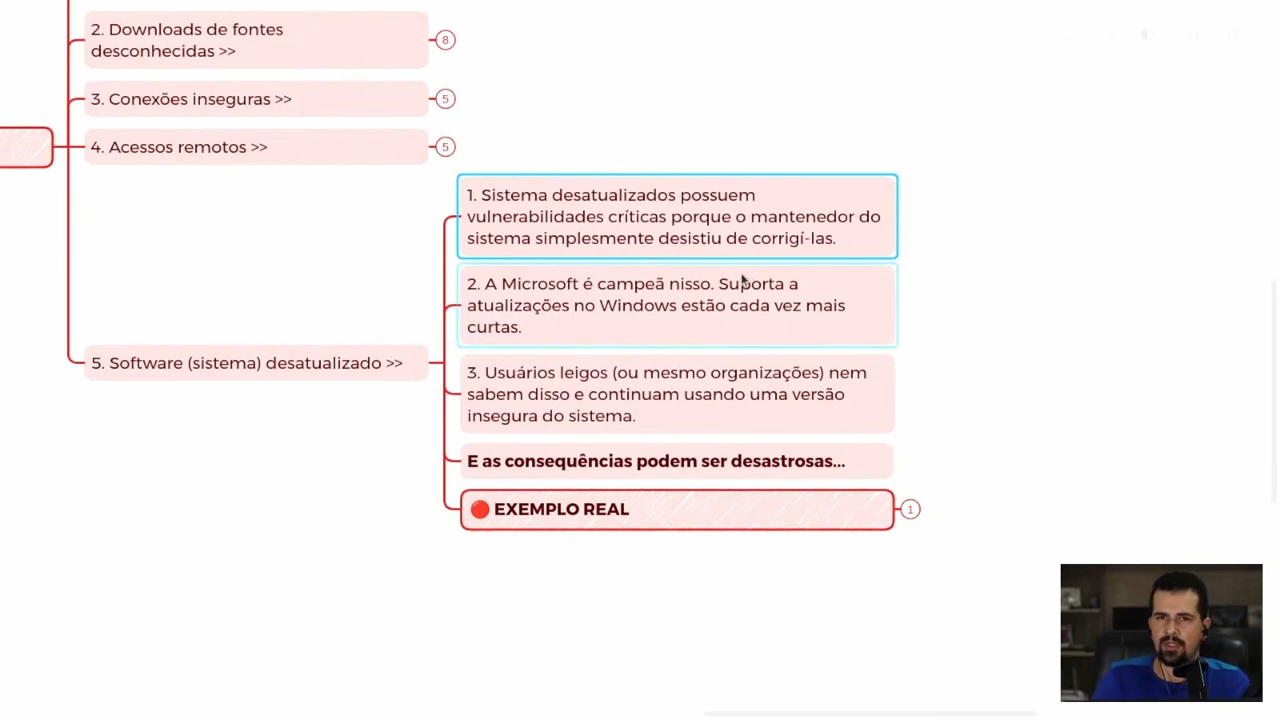 2. Downloads de fontes
desconhecidas >>
8
3. Conexões inseguras >>
5
4. Acessos remotos >>
5
1. Sistema desatualizados possuem
vulnerabilidades críticas porque o mantenedor do
sistema simplesmente desistiu de corrigí-las.
2. A Microsoft é campeã nisso. Suporta a
atualizações no Windows estão cada vez mais
curtas.
5. Software (sistema) desatualizado >>
3. Usuários leigos (ou mesmo organizações) nem
sabem disso e continuam usando uma versão
insegura do sistema.
E as consequências podem ser desastrosas...
EXEMPLO REAL
1